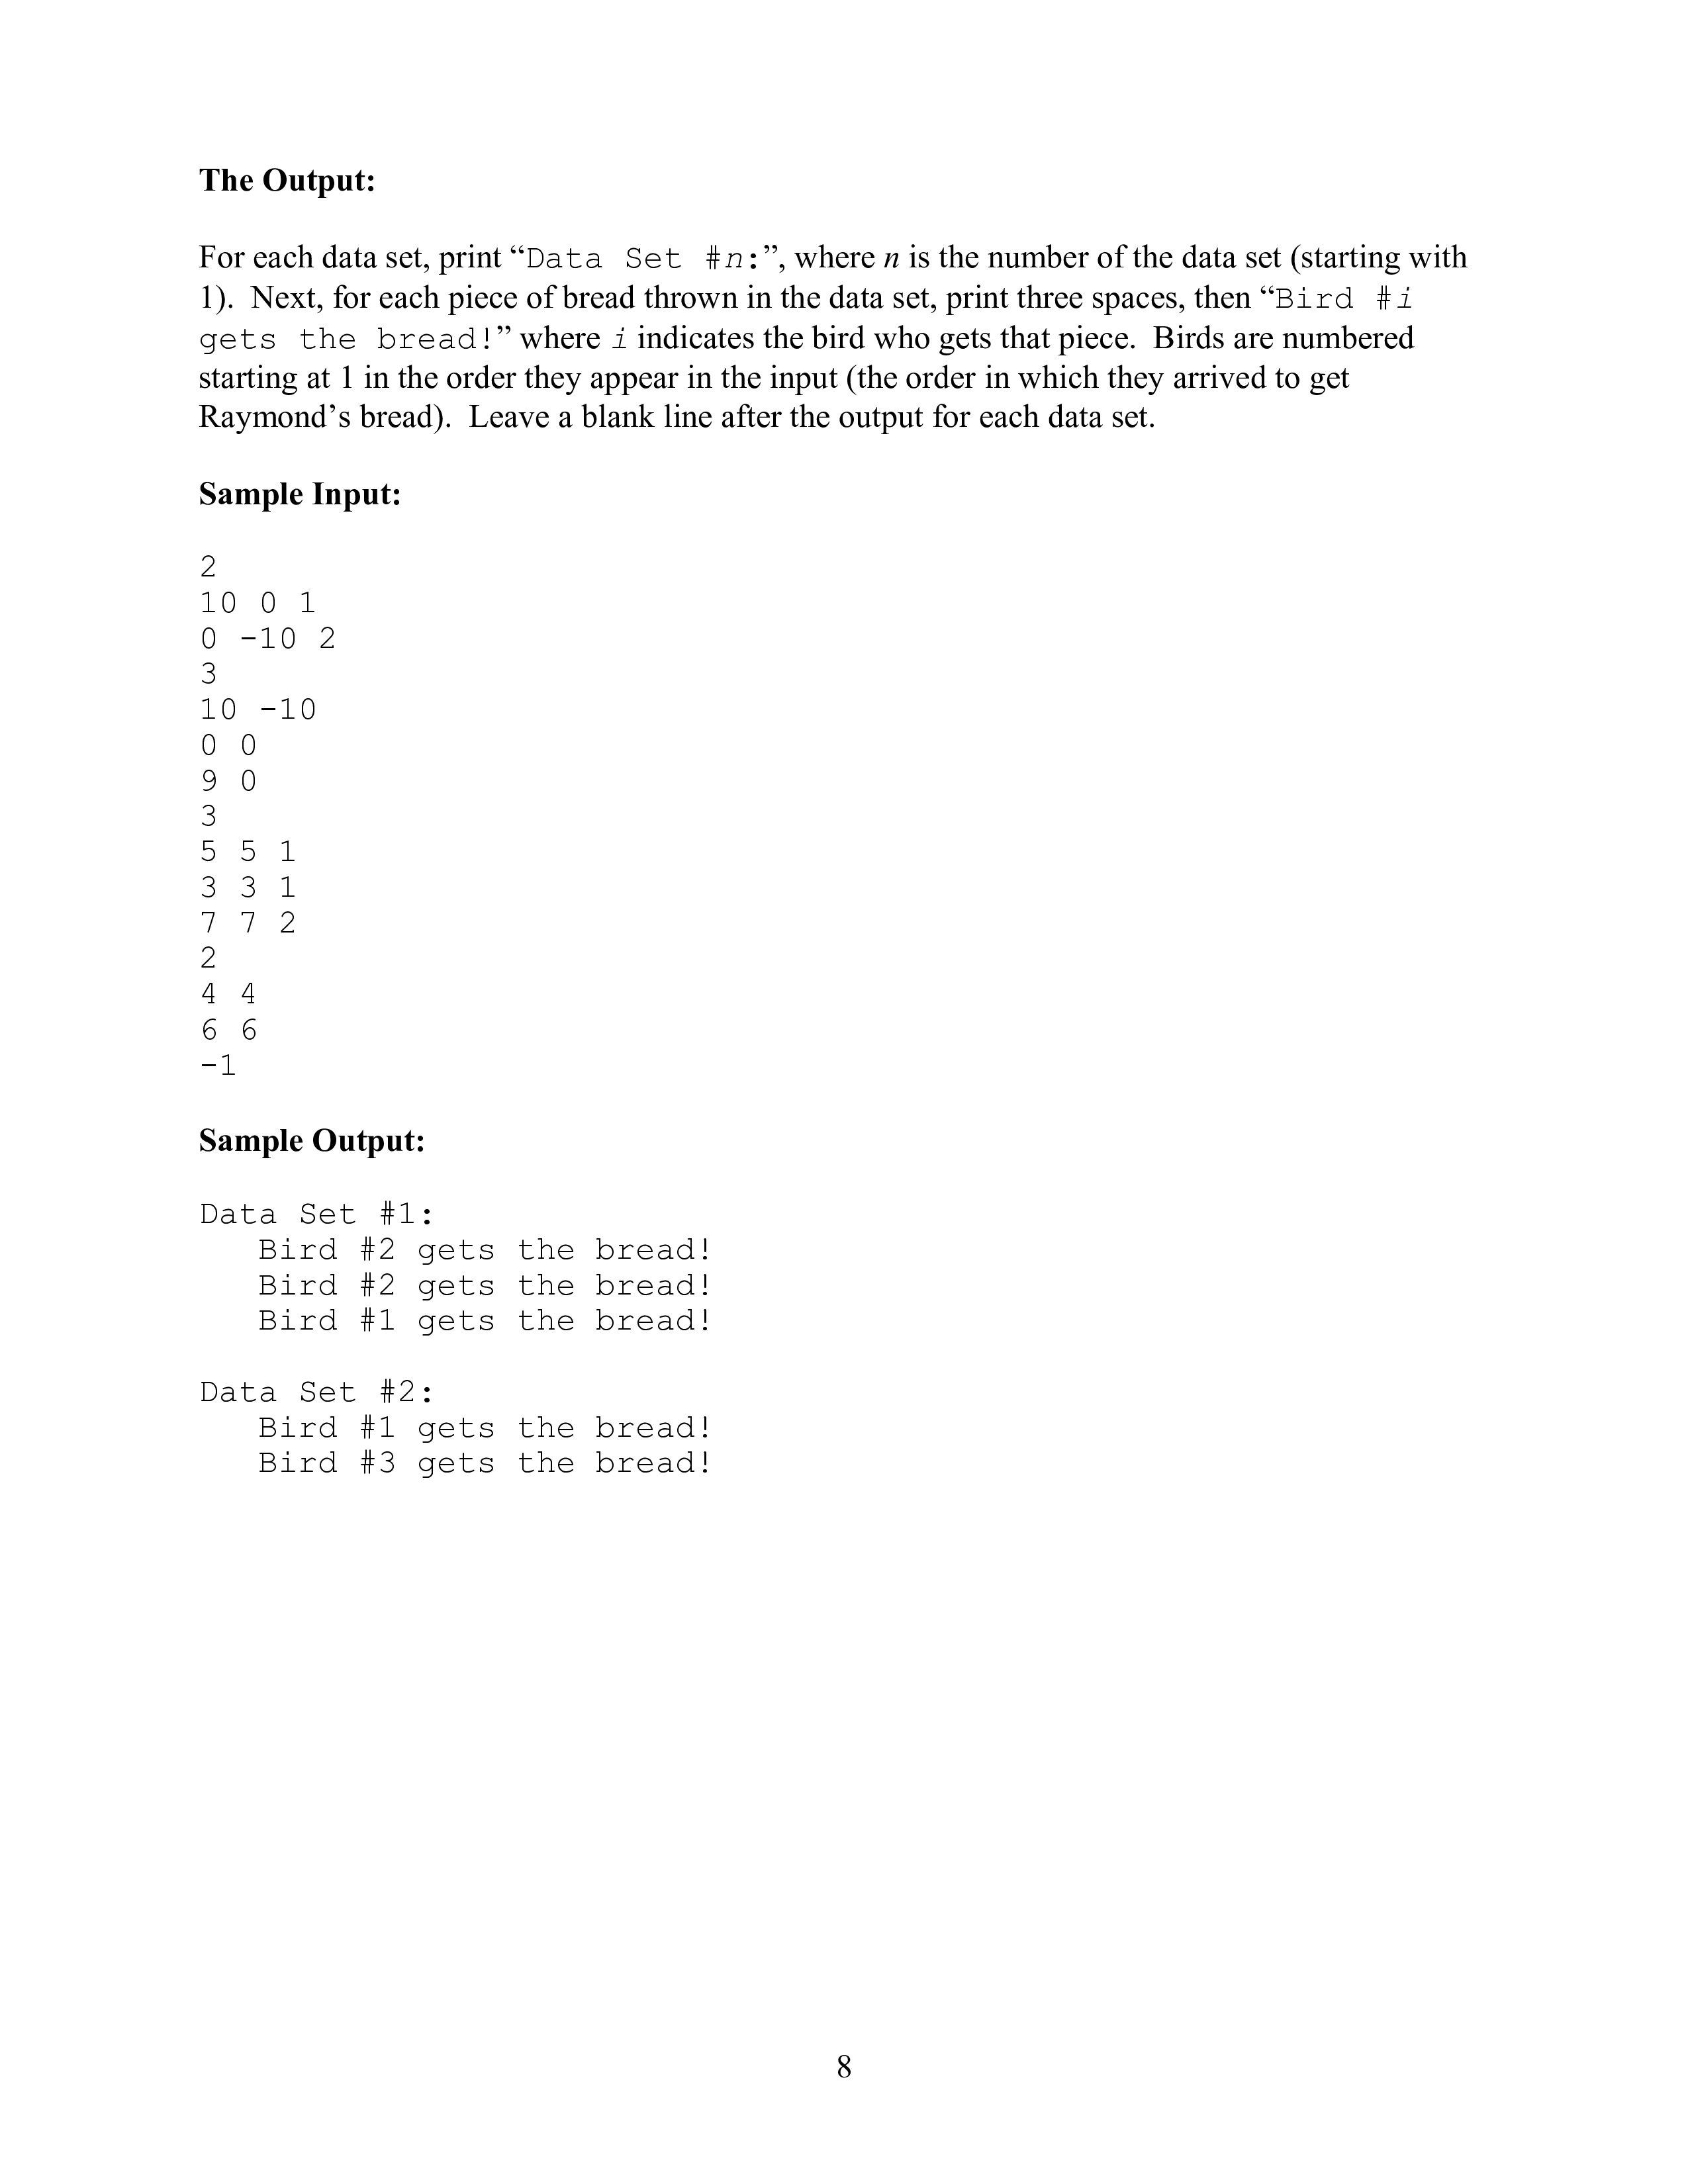 The Output:
For each data set, print “Data Set #n:”, where n is the number of the data set (starting with
1).  Next, for each piece of bread thrown in the data set, print three spaces, then “Bird #i
gets the bread!” where i indicates the bird who gets that piece.  Birds are numbered
starting at 1 in the order they appear in the input (the order in which they arrived to get
Raymond’s bread).  Leave a blank line after the output for each data set.
Sample Input:
2
10 0 1
0 -10 2
3
10 -10
0 0
9 0
3
5 5 1
3 3 1
7 7 2
2
4 4
6 6
-1
Sample Output:
Data Set #1:
   Bird #2 gets the bread!
   Bird #2 gets the bread!
   Bird #1 gets the bread!
Data Set #2:
   Bird #1 gets the bread!
   Bird #3 gets the bread!
8